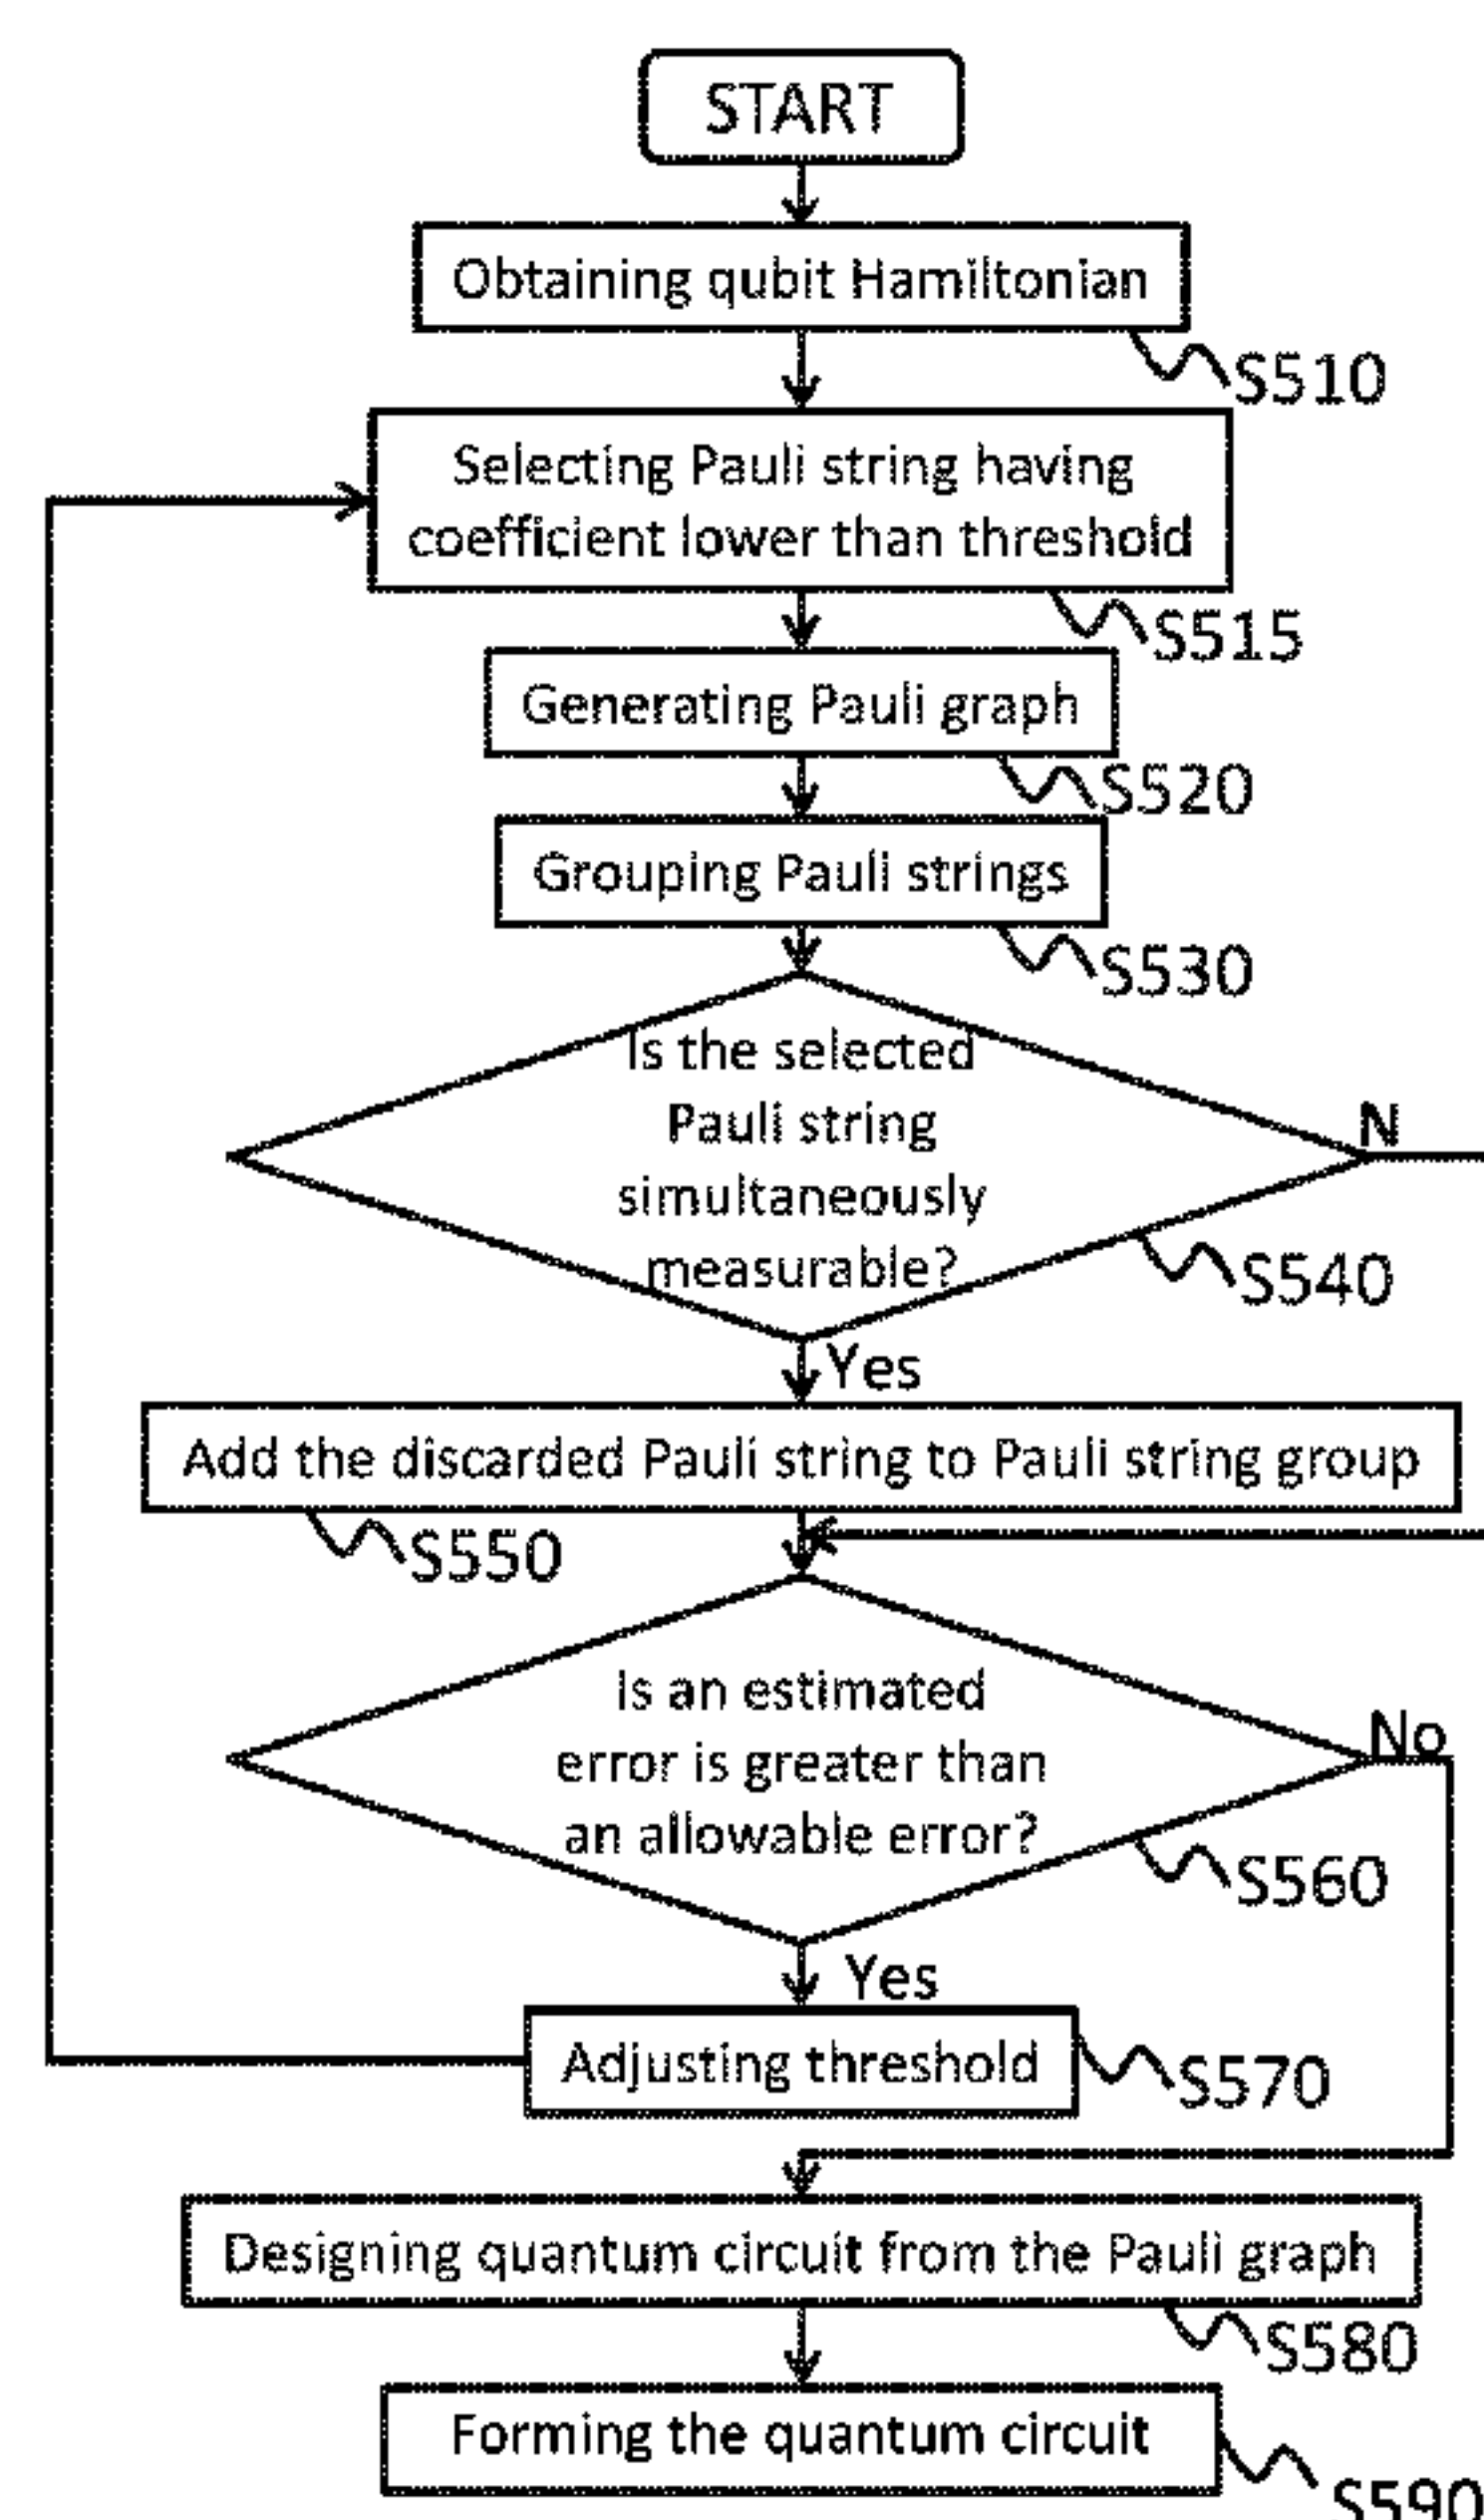 START
Obtaining qubit Hamiltonian
S510
Selecting Pauli string having
coefficient lower than threshold
S515
Generating Pauli graph
S520
Grouping Pauli strings
S530
Is the selected
Pauli string
simultaneously
measurable?
N
S540
Yes
Add the discarded Pauli string to Pauli string group
S550
Is an estimated
error is greater than
an allowable error?
No
S560
Yes
Adjusting threshold
S570
Designing quantum circuit from the Pauli graph
S580
Forming the quantum circuit
S590